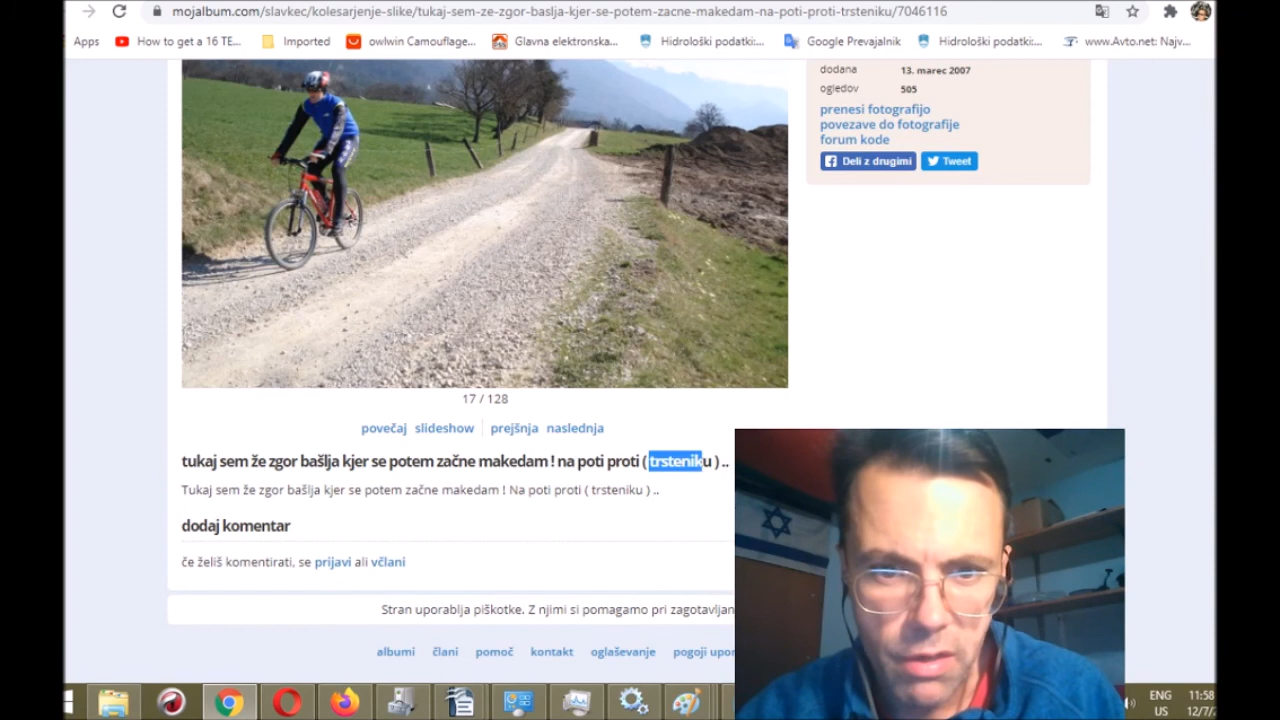 mojalbum.com/slavkec/kolesarjenje-slike/tukaj-sem-ze-zgor-baslja-kjer-se-potem-zacne-makedam-na-poti-proti-trsteniku/7046116
Apps How to get a 16 TE... Imported owlwin Camouflage... Glavna elektronska... Hidrološki podatki:... Google Prevajalnik Hidrološki podatki:... www.Avto.net: Najv...
dodana 13. marec 2007
ogledov 505
prenesi fotografijo
povezave do fotografije
forum kode
Deli z drugimi Tweet
17 / 128
povečaj slideshow prejšnja naslednja
tukaj sem že zgor bašlja kjer se potem začne makedam ! na poti proti ( trsteniku ) ..
Tukaj sem že zgor bašlja kjer se potem začne makedam ! Na poti proti ( trsteniku ) ..
dodaj komentar
če želiš komentirati, se prijavi ali včlani
Stran uporablja piškotke. Z njimi si pomagamo pri zagotavljan
albumi člani pomoč kontakt oglaševanje pogoji upor
ENG 11:58
US 12/7/